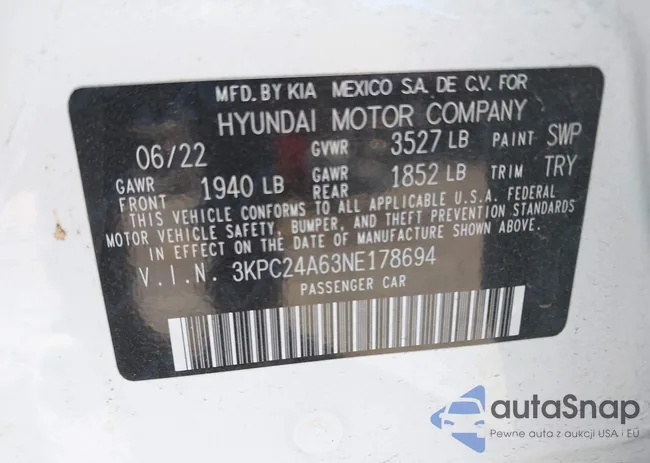 MFD. BY KIA MEXICO S.A. DE C.V. FOR
HYUNDAI MOTOR COMPANY
06/22 GVWR 3527 LB PAINT SWP
GAWR FRONT 1940 LB GAWR REAR 1852 LB TRIM TRY
THIS VEHICLE CONFORMS TO ALL APPLICABLE U.S.A. FEDERAL
MOTOR VEHICLE SAFETY, BUMPER, AND THEFT PREVENTION STANDARDS
IN EFFECT ON THE DATE OF MANUFACTURE SHOWN ABOVE.
V.I.N. 3KPC24A63NE178694
PASSENGER CAR
autaSnap
Pewne auta z aukcji USA i EU